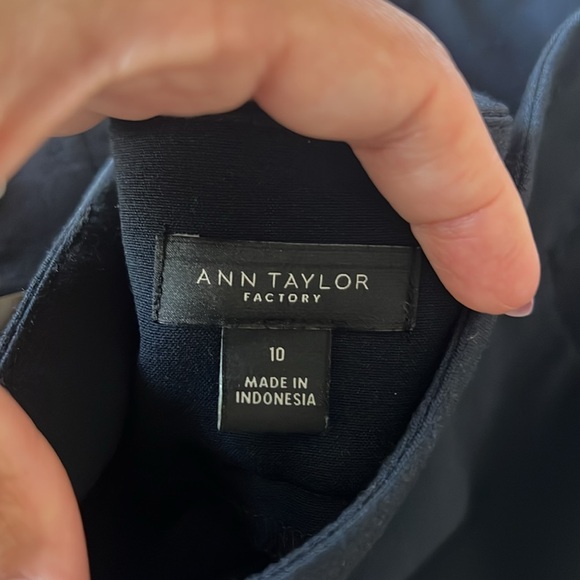 ANN TAYLOR
FACTORY
10
MADE IN
INDONESIA